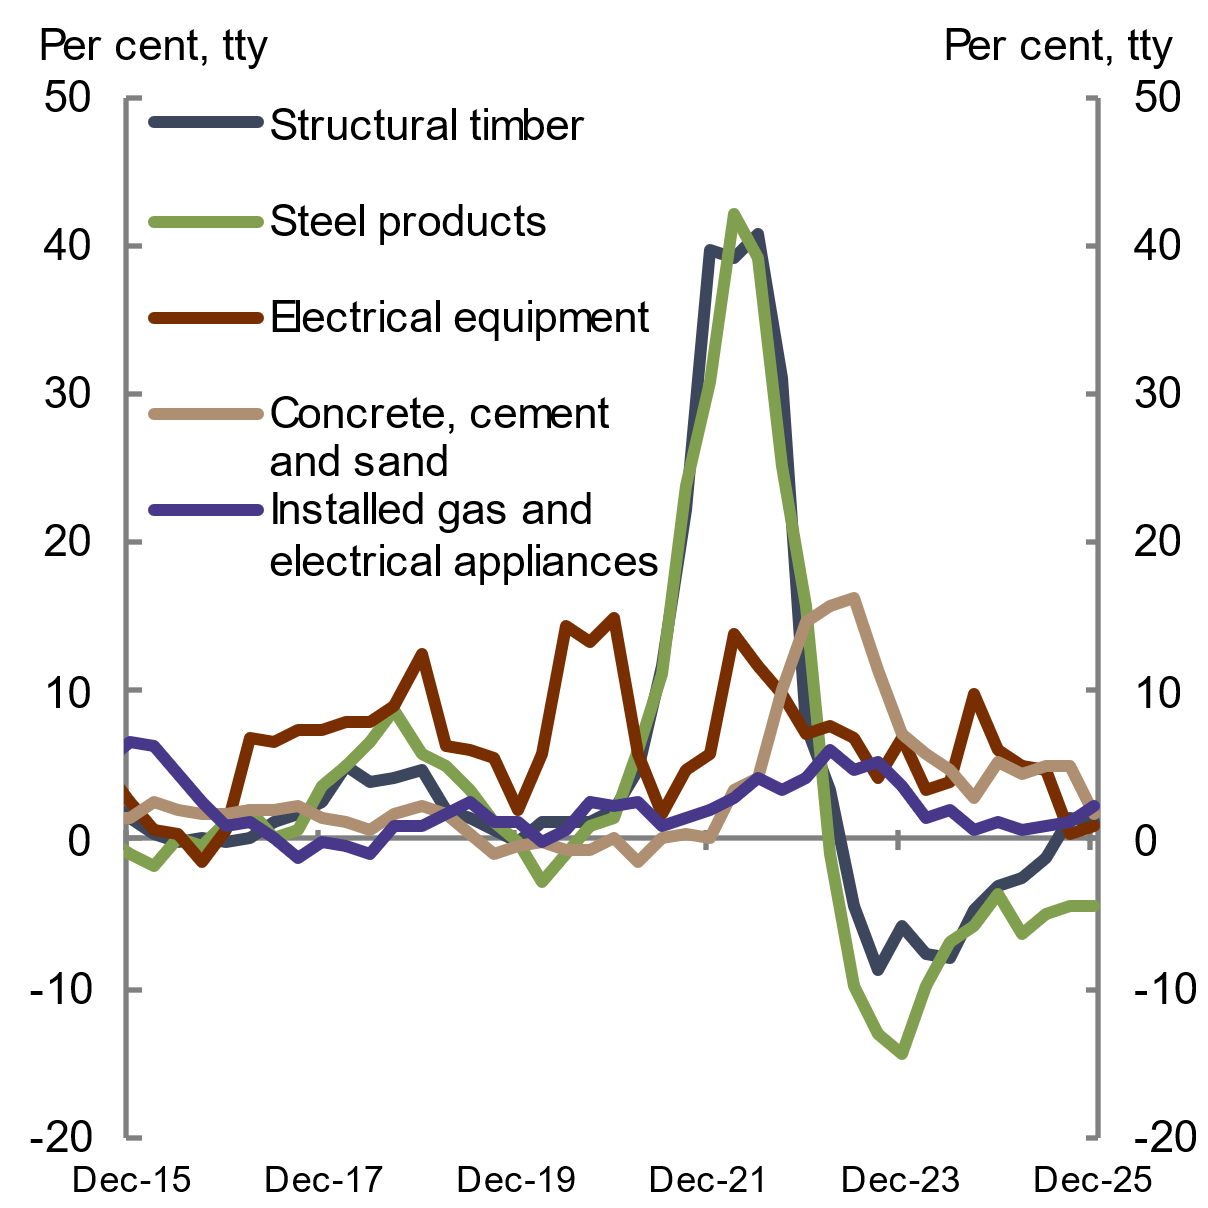 Per cent, tty
Per cent, tty
50
50
Structural timber
Steel products
40
40
Electrical equipment
30
30
Concrete, cement
and sand
Installed gas and
20
20
electrical appliances
10
10
0
0
-10
-10
-20
-20
Dec-15
Dec-17
Dec-19
Dec-21
Dec-23
Dec-25